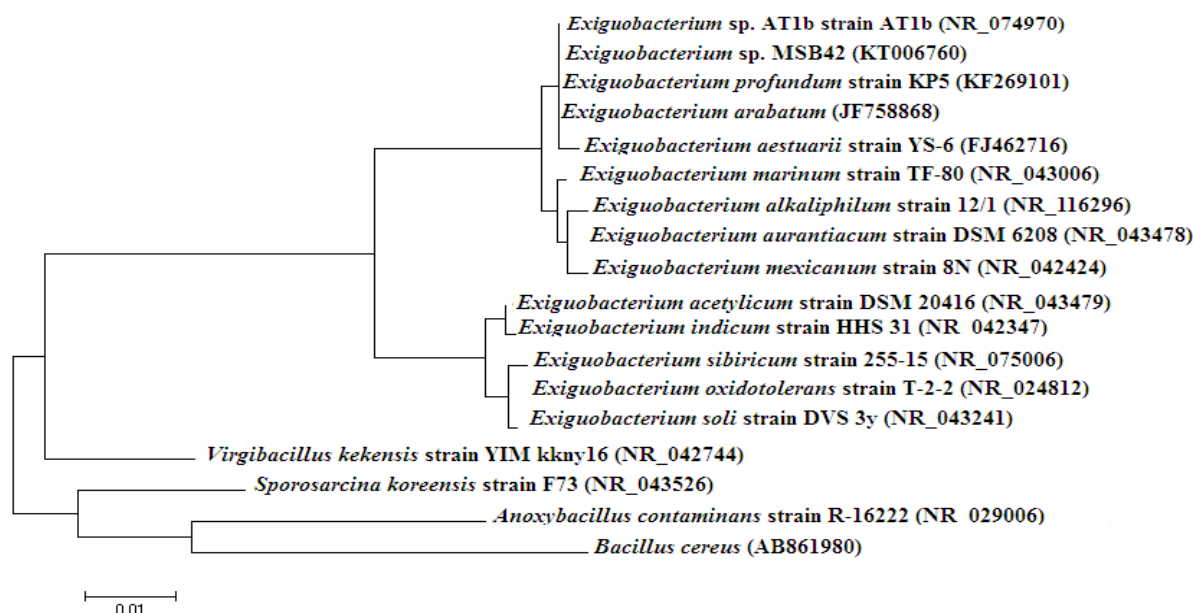 Exiguobacterium sp. AT1b strain AT1b (NR_074970)
Exiguobacterium sp. MSB42 (KT006760)
Exiguobacterium profundum strain KP5 (KF269101)
Exiguobacterium arabatum (JF758868)
Exiguobacterium aestuarii strain YS-6 (FJ462716)
Exiguobacterium marinum strain TF-80 (NR_043006)
Exiguobacterium alkaliphilum strain 12/1 (NR_116296)
Exiguobacterium aurantiacum strain DSM 6208 (NR_043478)
Exiguobacterium mexicanum strain 8N (NR_042424)
Exiguobacterium acetylicum strain DSM 20416 (NR_043479)
Exiguobacterium indicum strain HHS 31 (NR_042347)
Exiguobacterium sibiricum strain 255-15 (NR_075006)
Exiguobacterium oxidotolerans strain T-2-2 (NR_024812)
Exiguobacterium soli strain DVS 3y (NR_043241)
Virgibacillus kekensis strain YIM kkny16 (NR_042744)
Sporosarcina koreensis strain F73 (NR_043526)
Anoxybacillus contaminans strain R-16222 (NR_029006)
Bacillus cereus (AB861980)
0.01